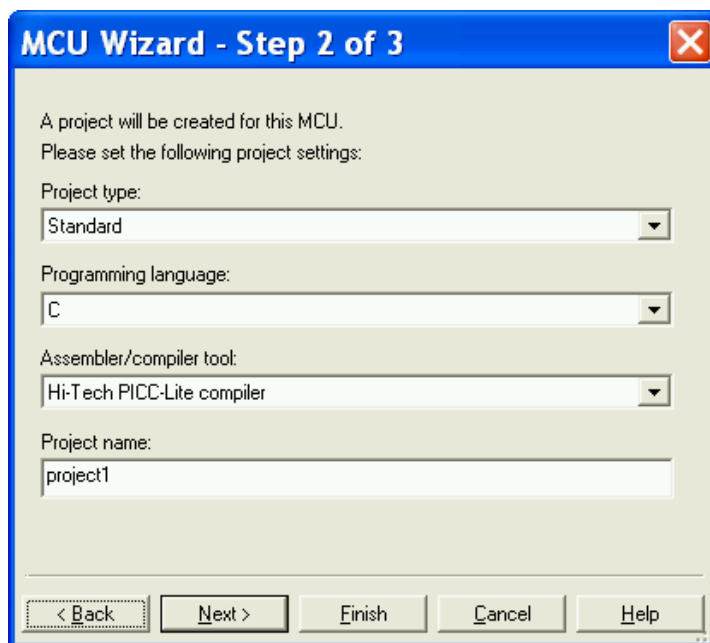 MCU Wizard - Step 2 of 3
A project will be created for this MCU.
Please set the following project settings:
Project type:
Standard
Programming language:
C
Assembler/compiler tool:
Hi-Tech PICC-Lite compiler
Project name:
project1
< Back Next > Finish Cancel Help